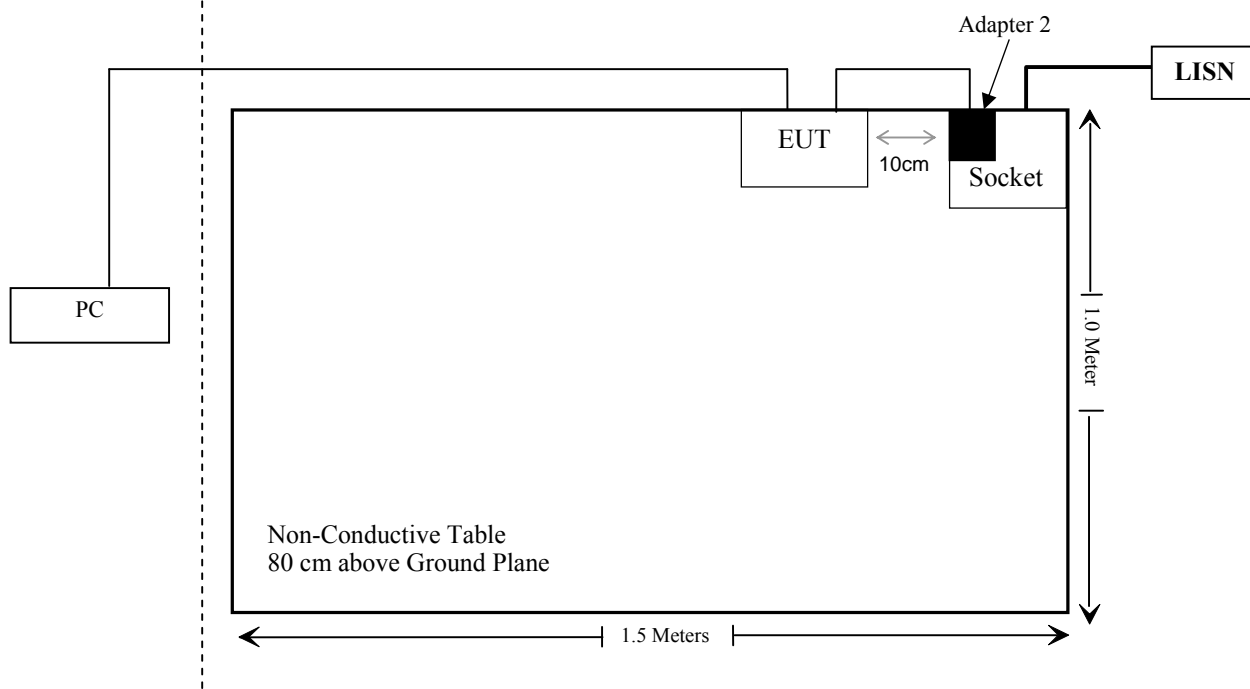 Adapter 2
LISN
EUT
10cm
Socket
PC
1.0 Meter
Non-Conductive Table
80 cm above Ground Plane
1.5 Meters